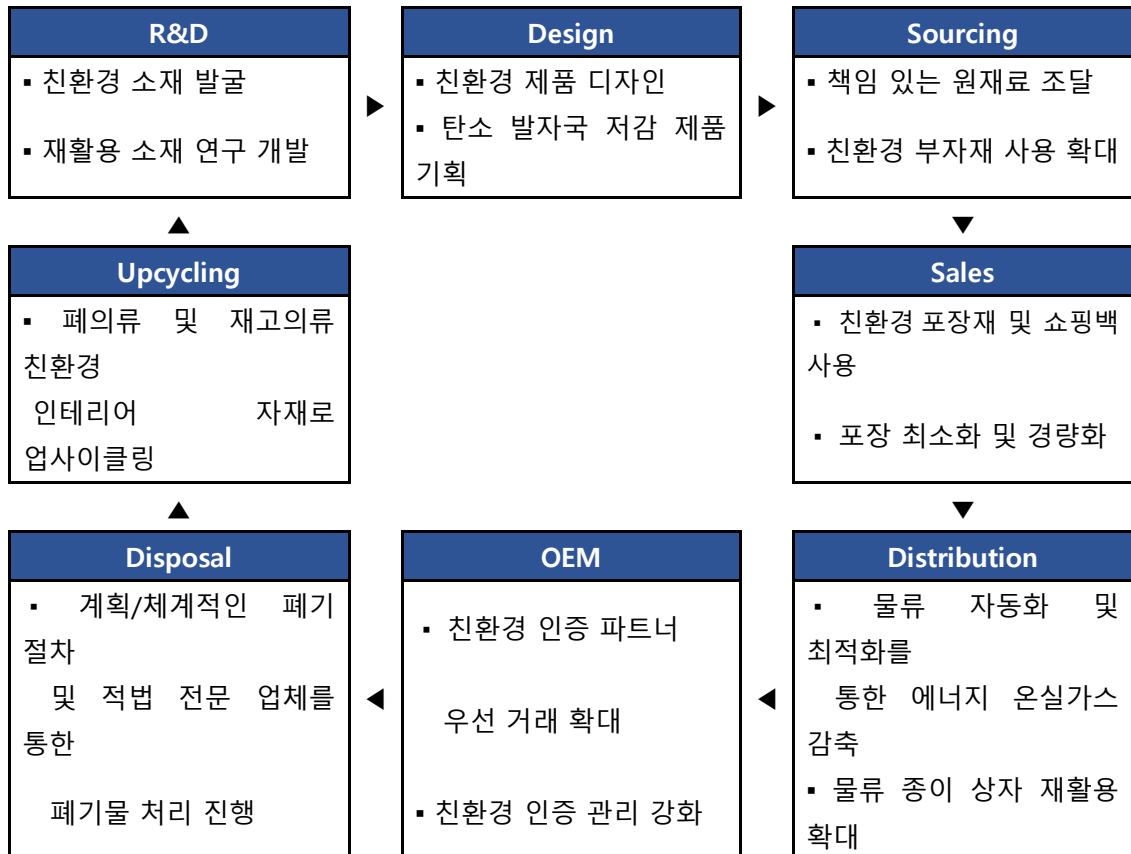 R&D
▪ 친환경 소재 발굴
▪ 재활용 소재 연구 개발
▶
Design
▪ 친환경 제품 디자인
▪ 탄소 발자국 저감 제품
기획
▶
Sourcing
▪ 책임 있는 원재료 조달
▪ 친환경 부자재 사용 확대
▲
▼
Upcycling
▪ 폐의류 및 재고의류
친환경
인테리어 자재로
업사이클링
Sales
▪ 친환경 포장재 및 쇼핑백
사용
▪ 포장 최소화 및 경량화
▲
▼
Disposal
▪ 계획/체계적인 폐기
절차
및 적법 전문 업체를
통한
폐기물 처리 진행
◀
OEM
▪ 친환경 인증 파트너
우선 거래 확대
▪ 친환경 인증 관리 강화
◀
Distribution
▪ 물류 자동화 및
최적화를
통한 에너지 온실가스
감축
▪ 물류 종이 상자 재활용
확대